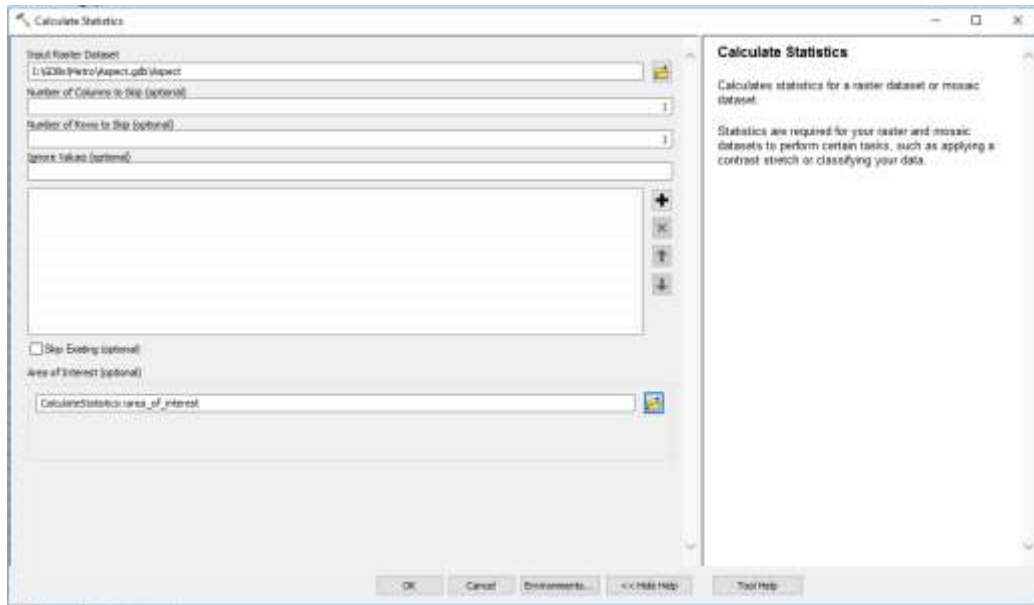 Calculate Statistics
Input Raster Dataset
Aspect.gdb\Aspect
Number of Columns to Skip (optional)
1
Number of Rows to Skip (optional)
1
Ignore Values (optional)
Skip Existing (optional)
Area of Interest (optional)
CalculateStatistics::area_of_interest
OK
Cancel
Environments...
<< Hide Help
Tool Help
Calculate Statistics
Calculates statistics for a raster dataset or mosaic
dataset.
Statistics are required for your raster and mosaic
datasets to perform certain tasks, such as applying a
contrast stretch or classifying your data.